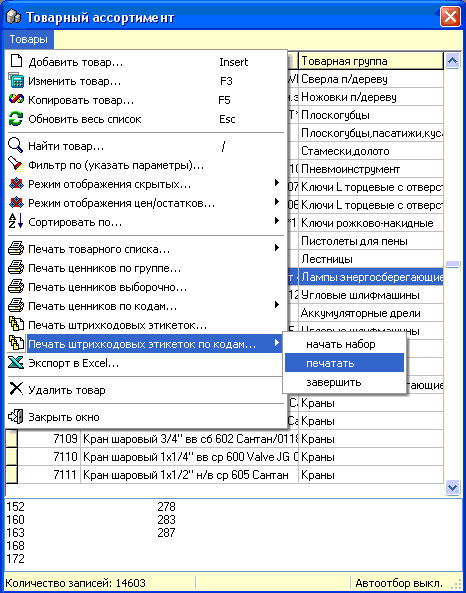 Товарный ассортимент
Товары
Добавить товар... Insert
Изменить товар... F3
Копировать товар... F5
Обновить весь список Esc
Найти товар... /
Фильтр по (указать параметры)...
Режим отображения скрытых...
Режим отображения цен/остатков...
Сортировать по...
Печать товарного списка...
Печать ценников по группе...
Печать ценников выборочно...
Печать ценников по кодам...
Печать штрихкодовых этикеток...
Печать штрихкодовых этикеток по кодам...
Экспорт в Excel...
Удалить товар
Закрыть окно
начать набор
печатать
завершить
Товарная группа
Сверла п/дереву
Ножовки п/дереву
Плоскогубцы
Плоскогубцы,пасатижи,куса
Стамески,долото
Пневмоинструмент
Ключи L торцевые с отверст
Ключи L торцевые с отверст
Ключи рожково-накидные
Пистолеты для пены
Лестницы
Лампы энергосберегающие
Угловые шлифмашины
Аккумуляторные дрели
Угловые шлифмашины
Краны
Краны
7109 Кран шаровый 3/4'' вв сб 602 Сантан/0118 Краны
7110 Кран шаровый 1х1/4'' вв ср 600 Valve JG Краны
7111 Кран шаровый 1х1/2'' н/в ср 605 Сантан Краны
152 278
160 283
163 287
168
172
Количество записей: 14603
Автоотбор выкл.